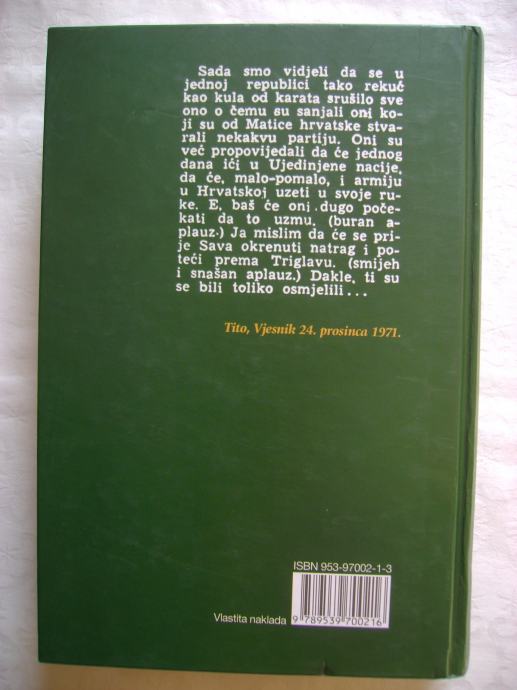 Sada smo vidjeli da se u
jednoj republici tako rekuć
kao kula od karata srušilo sve
ono o čemu su sanjali oni ko-
ji su od Matice hrvatske stva-
rali nekakvu partiju. Oni su
već propovijedali da će jednog
dana ići u Ujedinjene nacije,
da će, malo-pomalo, i armiju
u Hrvatskoj uzeti u svoje ru-
ke. E, baš će oni dugo poče-
kati da to uzmu. (buran a-
plauz.) Ja mislim da će se pri-
je Sava okrenuti natrag i po-
teći prema Triglavu. (smijeh
i snašan aplauz.) Dakle, ti su
se bili toliko osmjelili...
Tito, Vjesnik 24. prosinca 1971.
ISBN 953-97002-1-3
Vlastita naklada
9 789539 700216